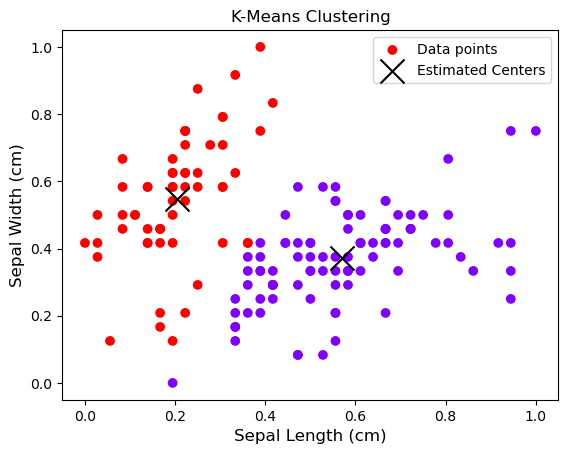 K-Means Clustering
Data points
Estimated Centers
Sepal Width (cm)
1.0
0.8
0.6
0.4
0.2
0.0
0.0 0.2 0.4 0.6 0.8 1.0
Sepal Length (cm)